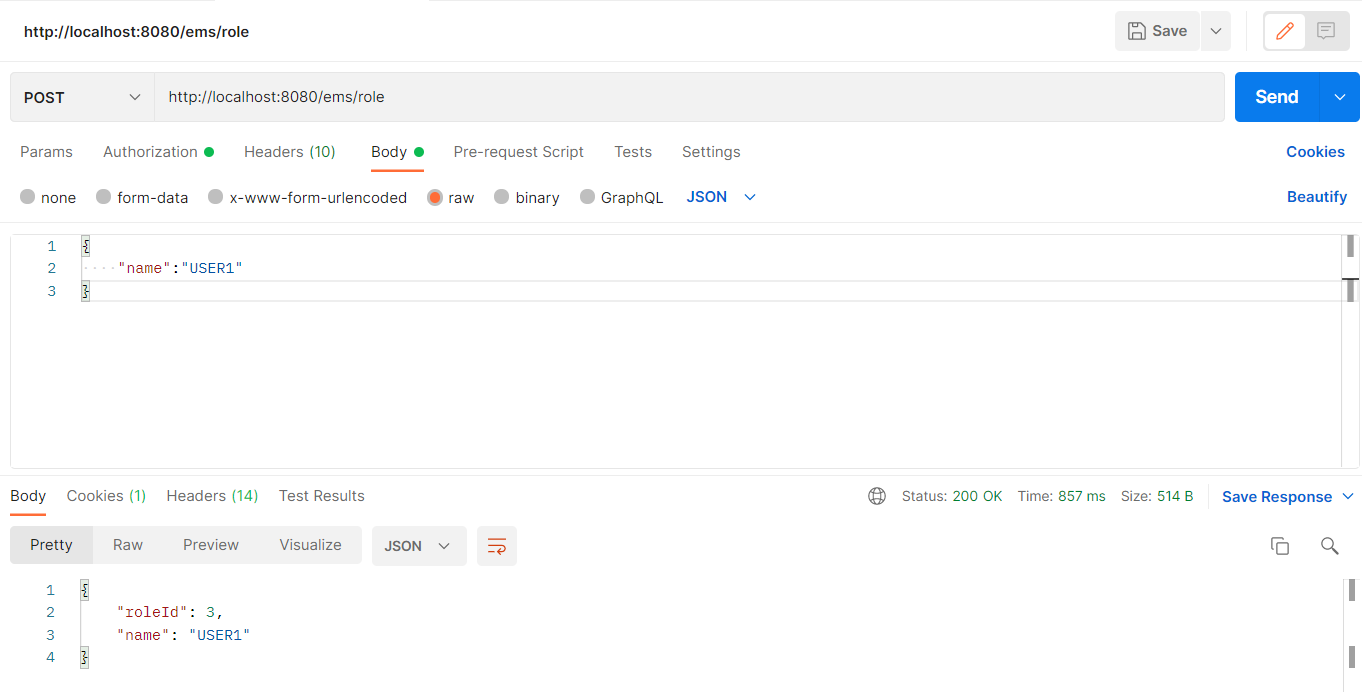 http://localhost:8080/ems/role Save
POST http://localhost:8080/ems/role Send
Params Authorization Headers (10) Body Pre-request Script Tests Settings Cookies
none form-data x-www-form-urlencoded raw binary GraphQL JSON Beautify
1 {
2 ····"name":"USER1"
3 }
Body Cookies (1) Headers (14) Test Results Status: 200 OK Time: 857 ms Size: 514 B Save Response
Pretty Raw Preview Visualize JSON
1 {
2 "roleId": 3,
3 "name": "USER1"
4 }